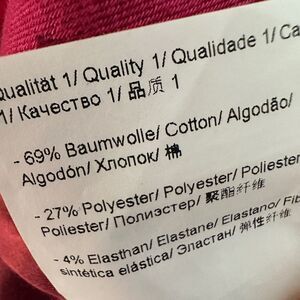 Qualität 1/ Quality 1/ Qualidade 1/
1/ Качество 1/ 品质 1
- 69% Baumwolle/ Cotton/ Algodão/
Algodón/ Хлопок/ 棉
- 27% Polyester/ Polyester/
Poliester/ Полиэстер/ 聚酯纤维
- 4% Elasthan/ Elastane/ Elastano/
sintética elástica/ Эластан/ 弹性纤维